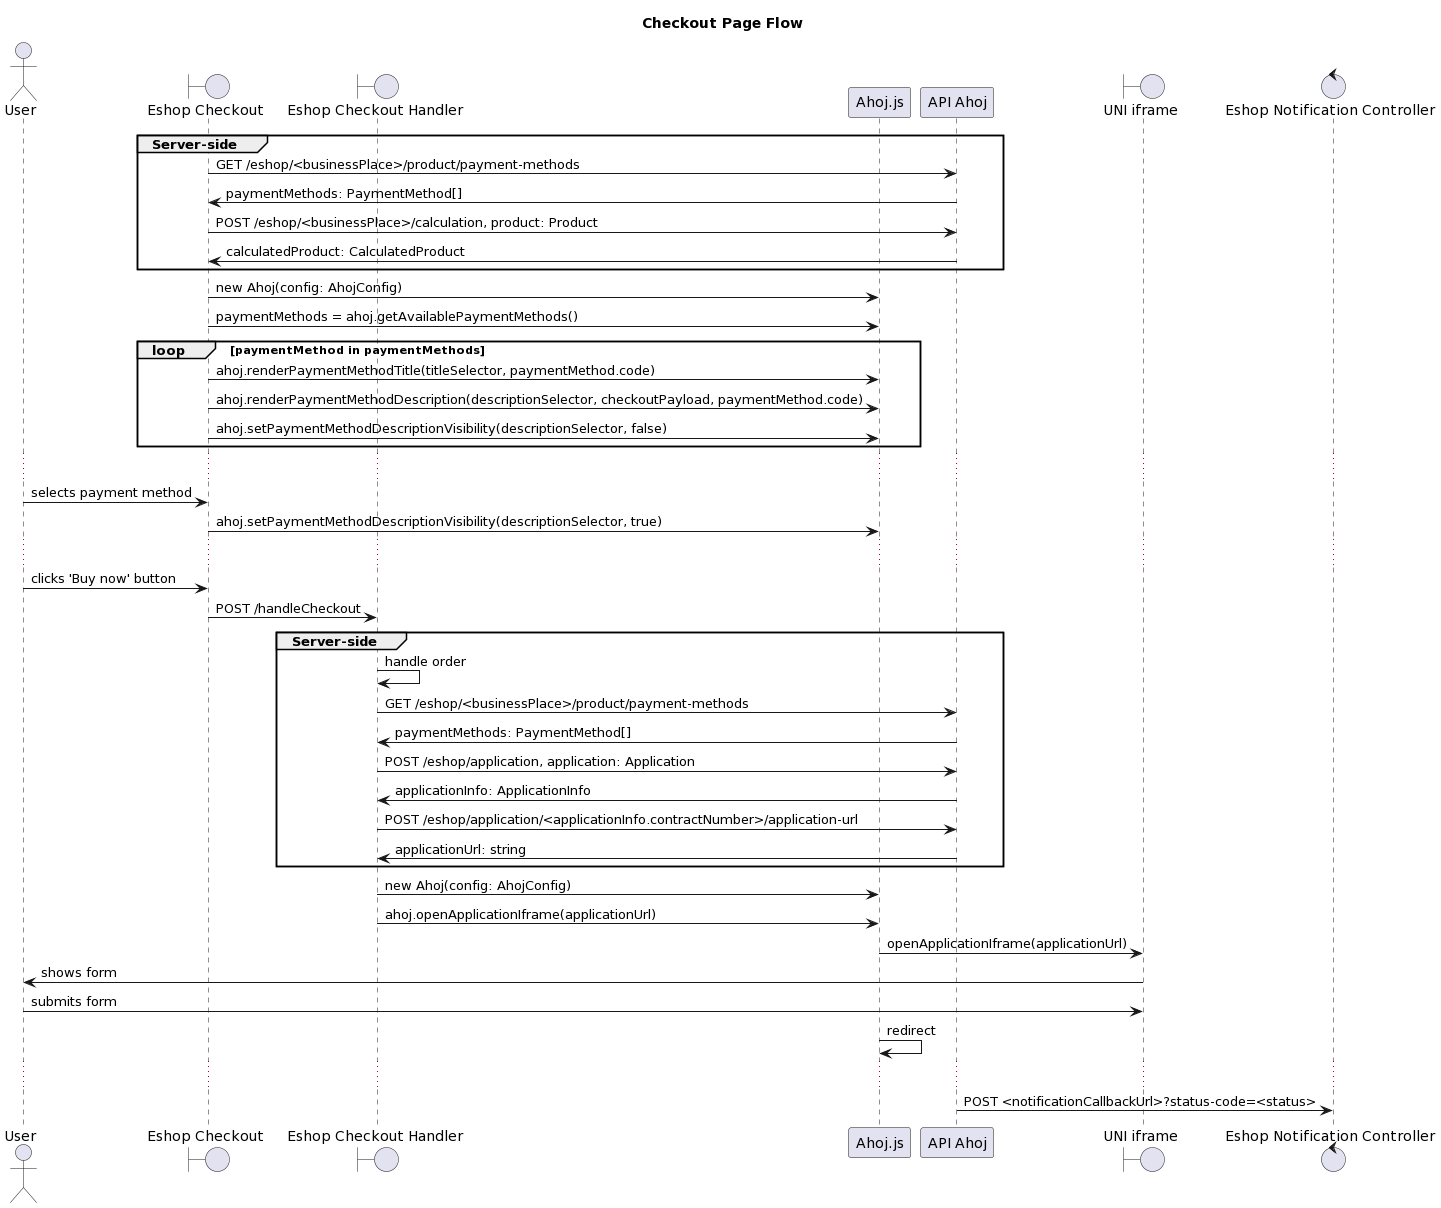 Checkout Page Flow
User
Eshop Checkout
Eshop Checkout Handler
Ahoj.js
API Ahoj
UNI iframe
Eshop Notification Controller
Server-side
GET /eshop/<businessPlace>/product/payment-methods
paymentMethods: PaymentMethod[]
POST /eshop/<businessPlace>/calculation, product: Product
calculatedProduct: CalculatedProduct
new Ahoj(config: AhojConfig)
paymentMethods = ahoj.getAvailablePaymentMethods()
loop [paymentMethod in paymentMethods]
ahoj.renderPaymentMethodTitle(titleSelector, paymentMethod.code)
ahoj.renderPaymentMethodDescription(descriptionSelector, checkoutPayload, paymentMethod.code)
ahoj.setPaymentMethodDescriptionVisibility(descriptionSelector, false)
selects payment method
ahoj.setPaymentMethodDescriptionVisibility(descriptionSelector, true)
clicks 'Buy now' button
POST /handleCheckout
Server-side
handle order
GET /eshop/<businessPlace>/product/payment-methods
paymentMethods: PaymentMethod[]
POST /eshop/application, application: Application
applicationInfo: ApplicationInfo
POST /eshop/application/<applicationInfo.contractNumber>/application-url
applicationUrl: string
new Ahoj(config: AhojConfig)
ahoj.openApplicationIframe(applicationUrl)
openApplicationIframe(applicationUrl)
shows form
submits form
redirect
POST <notificationCallbackUrl>?status-code=<status>
User
Eshop Checkout
Eshop Checkout Handler
Ahoj.js
API Ahoj
UNI iframe
Eshop Notification Controller